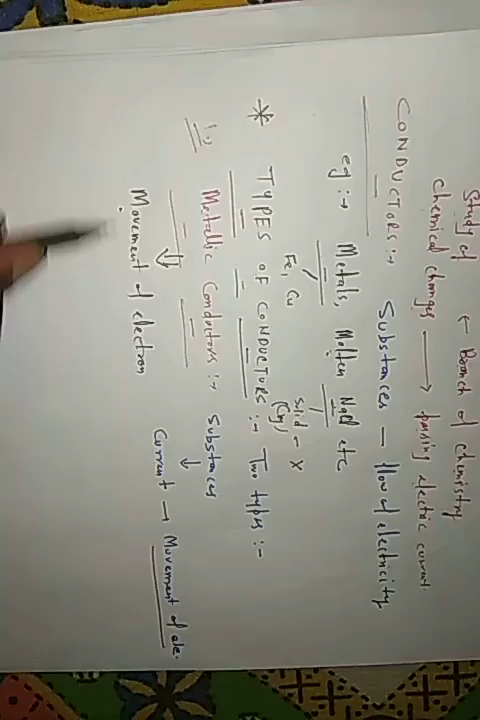 Study of ← Branch of chemistry
chemical changes → passing electric current.
CONDUCTORS :→ Substances — flow of electricity
eg :→ Metals, Molten NaCl etc
Fe, Cu
Solid - X
* TYPES OF CONDUCTORS :→ Two types :-
i) Metallic Conductors :→ Substances
↓
Current → Movement of ele.
⇓
Movement of electron